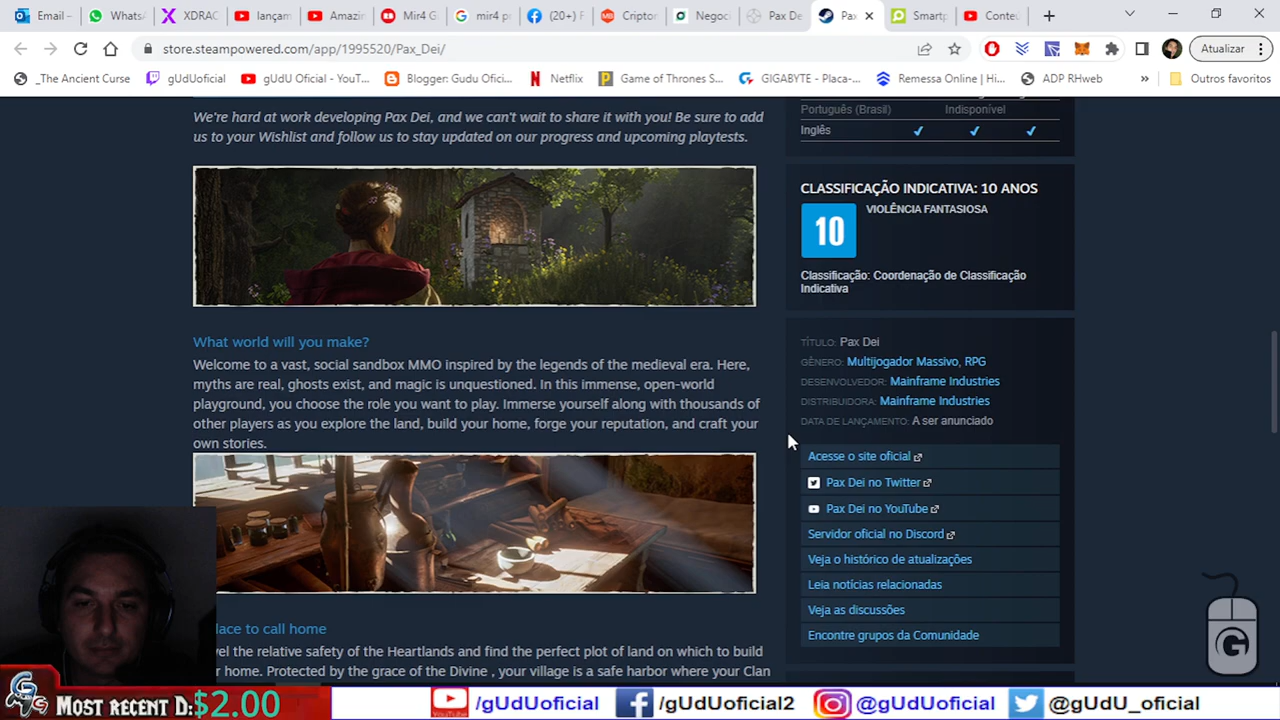 Email –
WhatsA
XDRAC
lançam
Amazin
Mir4 G
mir4 p
(20+) F
Criptor
Negoci
Pax De
Pax
Smartp
Conteu
store.steampowered.com/app/1995520/Pax_Dei/
Atualizar
_The Ancient Curse
gUdUoficial
gUdU Oficial - YouT...
Blogger: Gudu Ofici...
Netflix
Game of Thrones S...
GIGABYTE - Placa-...
Remessa Online | Hi...
ADP RHweb
»
Outros favoritos
We're hard at work developing Pax Dei, and we can't wait to share it with you! Be sure to add
us to your Wishlist and follow us to stay updated on our progress and upcoming playtests.
What world will you make?
Welcome to a vast, social sandbox MMO inspired by the legends of the medieval era. Here,
myths are real, ghosts exist, and magic is unquestioned. In this immense, open-world
playground, you choose the role you want to play. Immerse yourself along with thousands of
other players as you explore the land, build your home, forge your reputation, and craft your
own stories.
lace to call home
vel the relative safety of the Heartlands and find the perfect plot of land on which to build
r home. Protected by the grace of the Divine , your village is a safe harbor where your Clan
Português (Brasil) Indisponível
Inglês ✔ ✔ ✔
CLASSIFICAÇÃO INDICATIVA: 10 ANOS
10
VIOLÊNCIA FANTASIOSA
Classificação: Coordenação de Classificação
Indicativa
TÍTULO: Pax Dei
GÊNERO: Multijogador Massivo, RPG
DESENVOLVEDOR: Mainframe Industries
DISTRIBUIDORA: Mainframe Industries
DATA DE LANÇAMENTO: A ser anunciado
Acesse o site oficial
Pax Dei no Twitter
Pax Dei no YouTube
Servidor oficial no Discord
Veja o histórico de atualizações
Leia notícias relacionadas
Veja as discussões
Encontre grupos da Comunidade
G
Most recent D: $2.00
YouTube
/gUdUoficial
/gUdUoficial2
@gUdUoficial
@gUdU_oficial